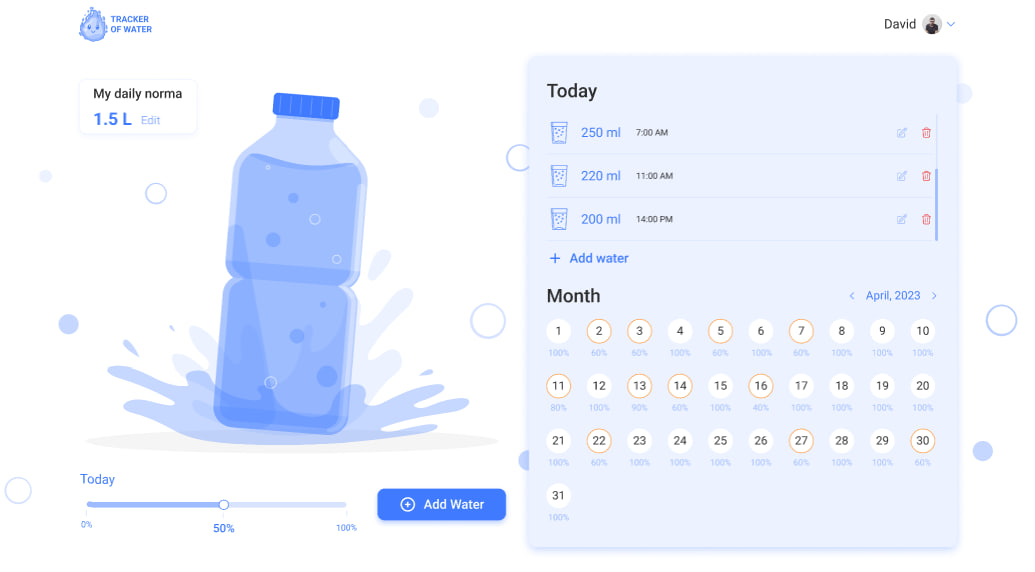 TRACKER
OF WATER
David
My daily norma
1.5 L Edit
Today
250 ml 7:00 AM
220 ml 11:00 AM
200 ml 14:00 PM
+ Add water
Month
< April, 2023 >
1 2 3 4 5 6 7 8 9 10
100% 60% 60% 100% 60% 100% 60% 100% 100% 100%
11 12 13 14 15 16 17 18 19 20
80% 100% 90% 60% 100% 40% 100% 100% 100% 100%
21 22 23 24 25 26 27 28 29 30
100% 60% 100% 100% 100% 100% 60% 100% 100% 60%
31
100%
Today
0% 50% 100%
Add Water